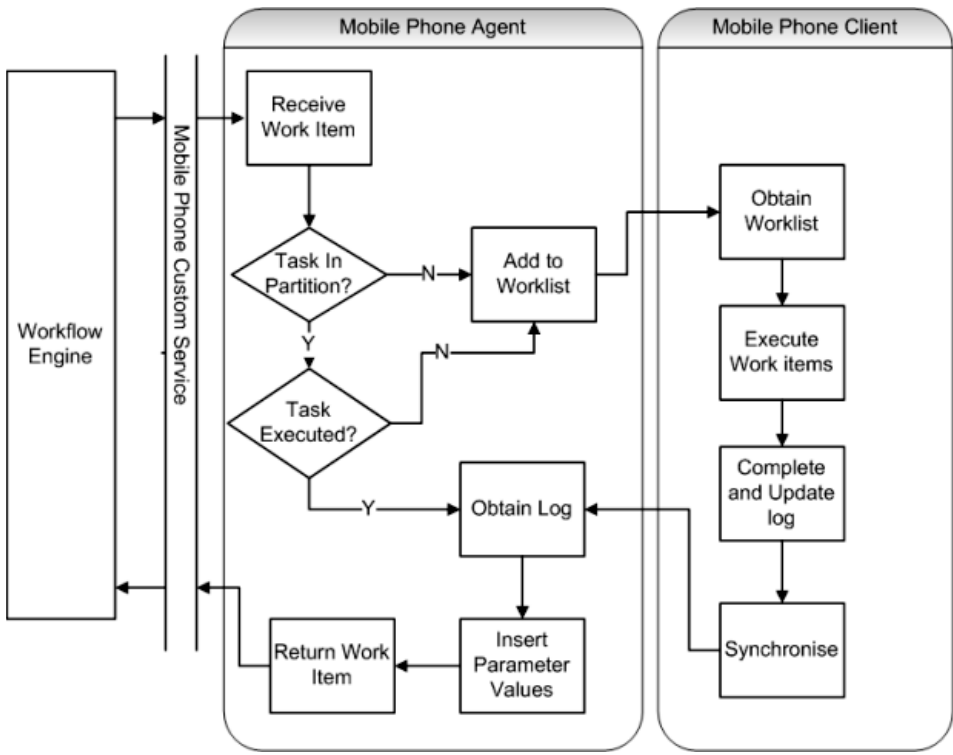 Mobile Phone Agent
Mobile Phone Client
Workflow
Engine
Mobile Phone Custom Service
Receive
Work Item
Task In
Partition?
N
Add to
Worklist
Y
N
Task
Executed?
Y
Obtain Log
Insert
Parameter
Values
Return Work
Item
Obtain
Worklist
Execute
Work items
Complete
and Update
log
Synchronise